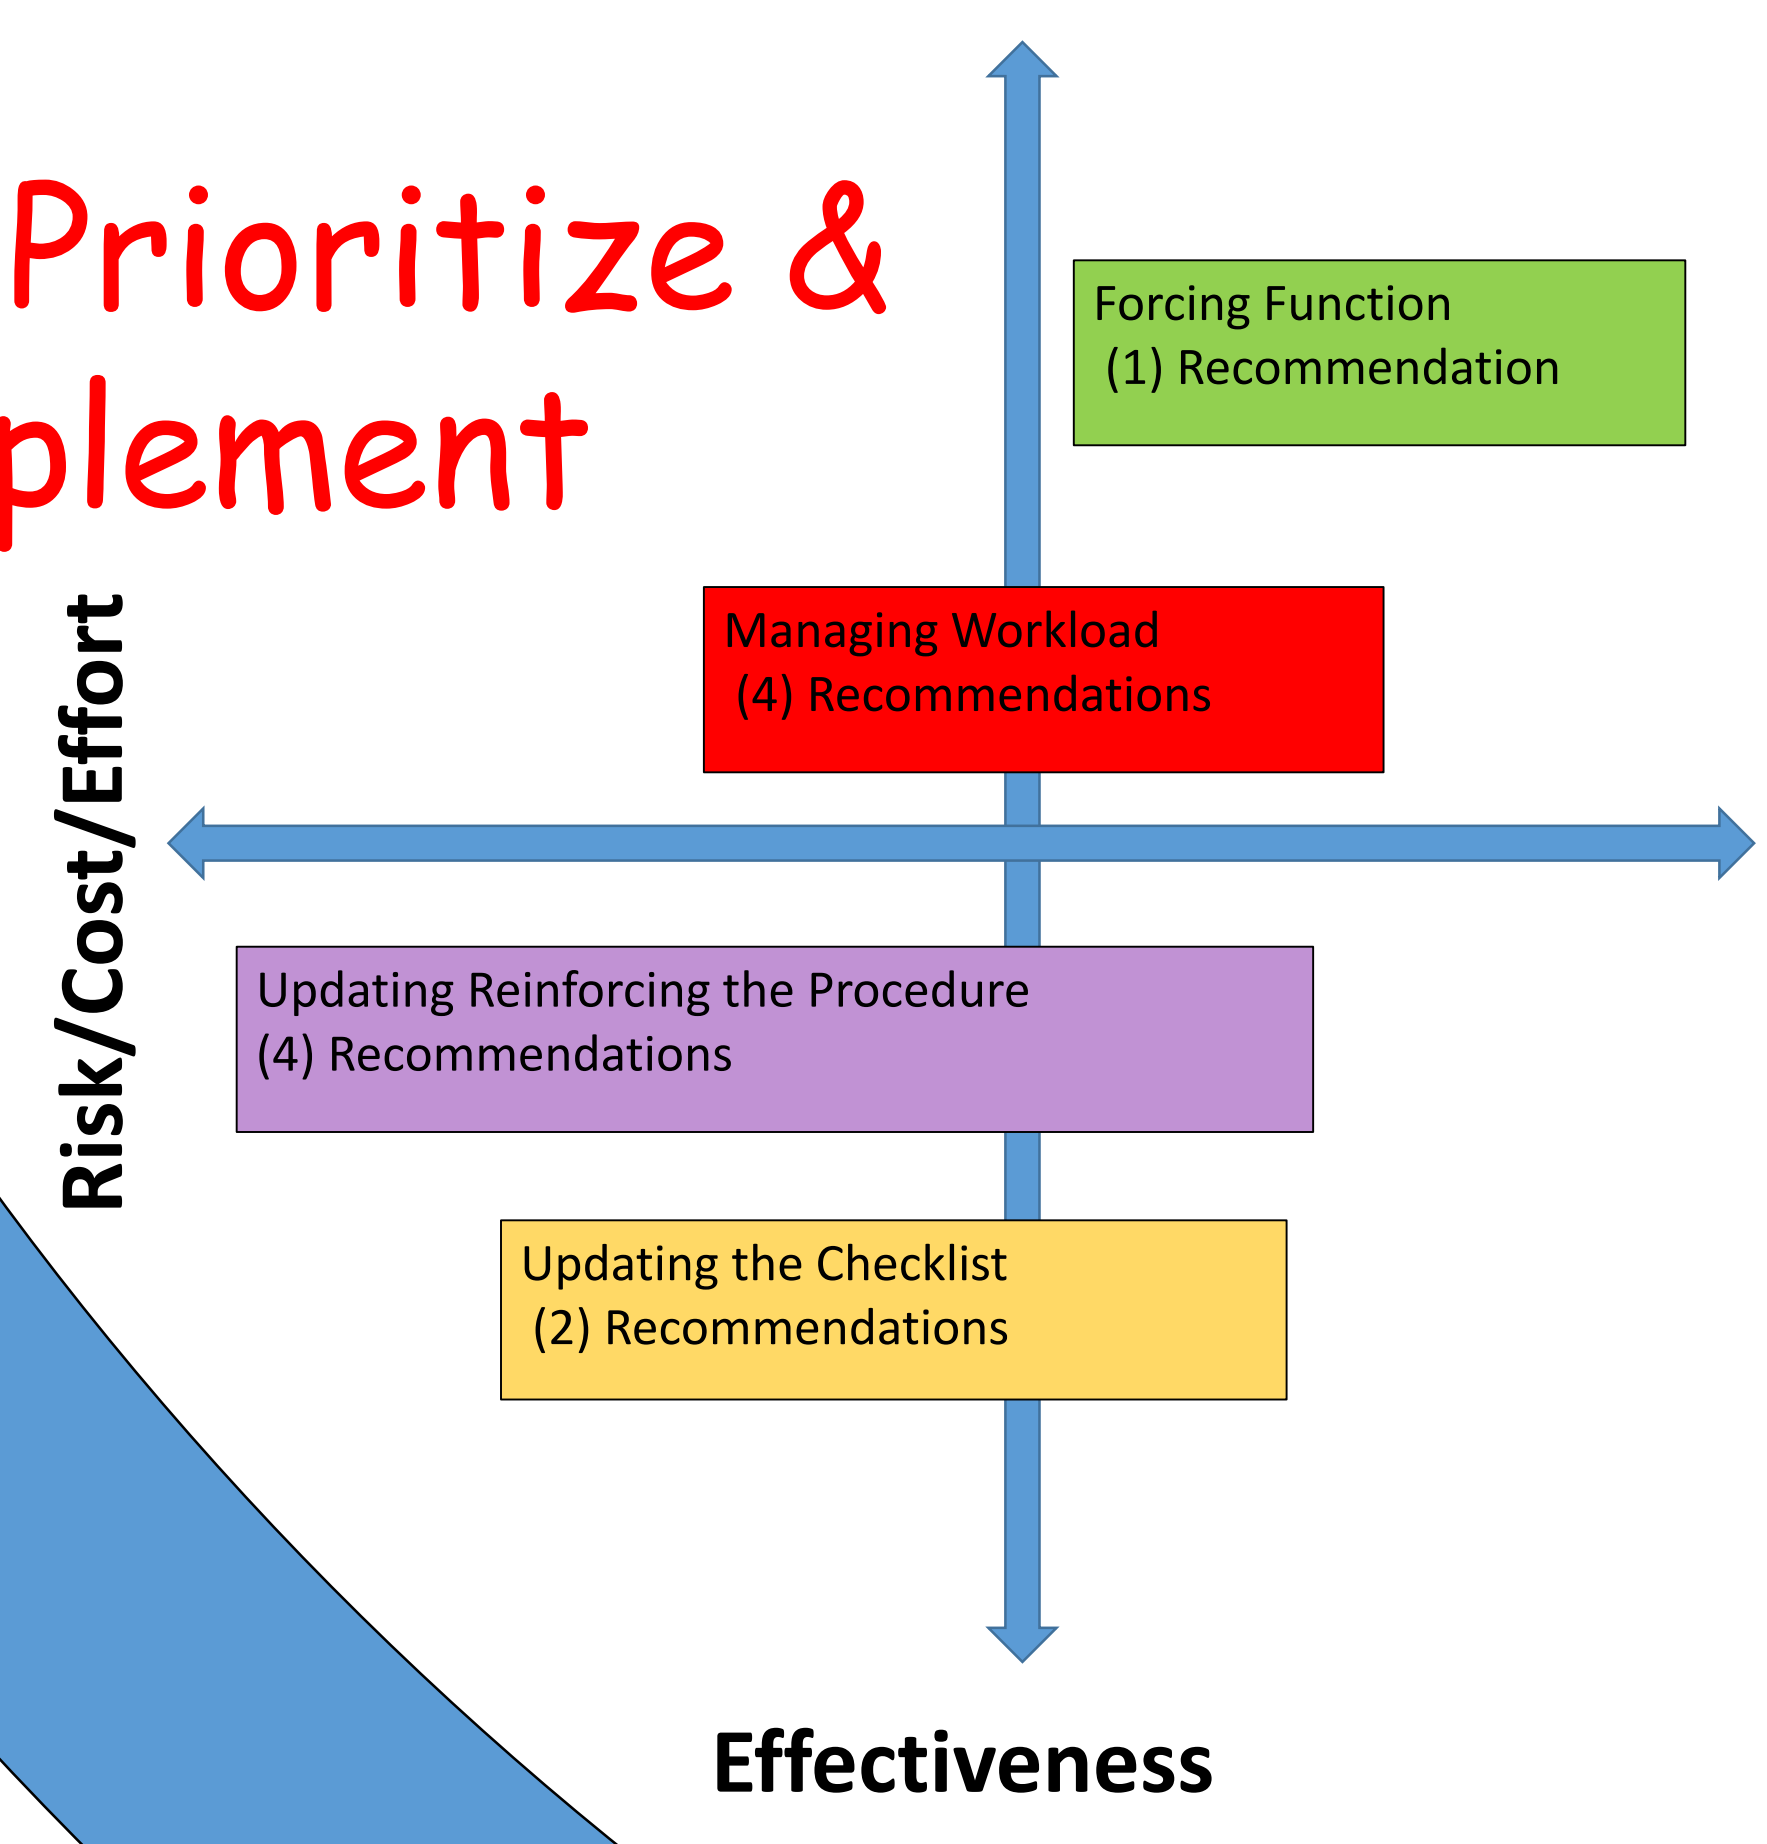 Prioritize &
plement
Forcing Function
(1) Recommendation
Managing Workload
(4) Recommendations
Risk/Cost/Effort
Updating Reinforcing the Procedure
(4) Recommendations
Updating the Checklist
(2) Recommendations
Effectiveness